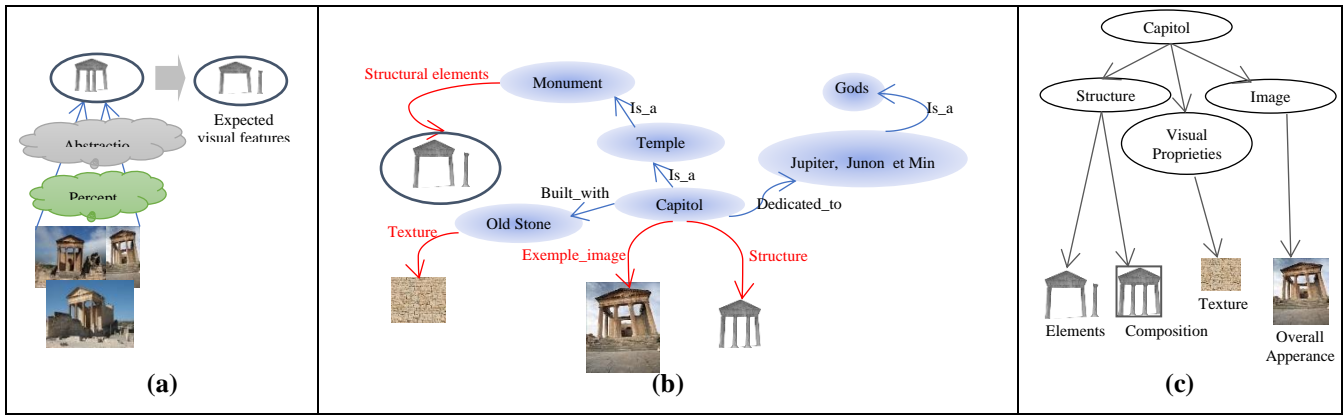 Expected
visual features
Abstractio
Percept
(a)
Structural elements
Monument
Gods
Is_a
Is_a
Temple
Jupiter, Junon et Min
Is_a
Built_with
Capitol
Dedicated_to
Old Stone
Texture
Exemple_image
Structure
(b)
Capitol
Structure
Image
Visual
Proprieties
Texture
Elements
Composition
Overall
Apperance
(c)